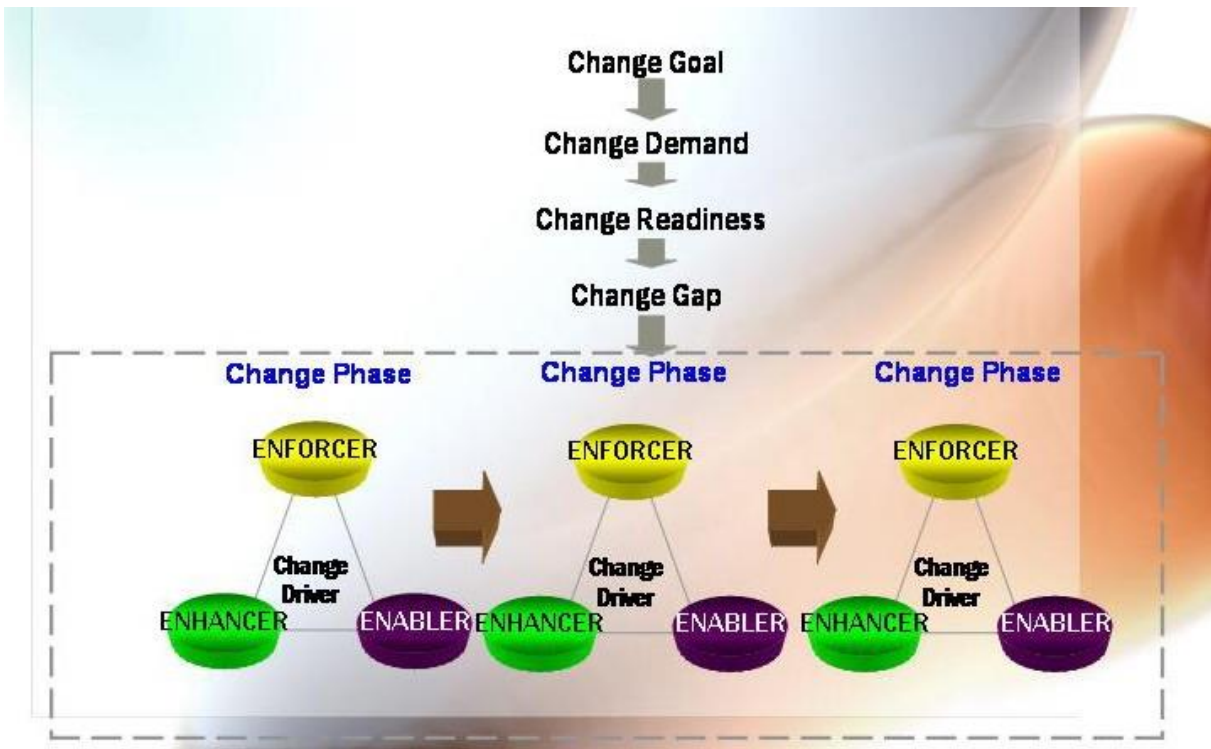 Change Goal
Change Demand
Change Readiness
Change Gap
Change Phase
Change Phase
Change Phase
ENFORCER
ENFORCER
ENFORCER
Change
Driver
Change
Driver
Change
Driver
ENHANCER
ENABLER
ENHANCER
ENABLER
ENHANCER
ENABLER